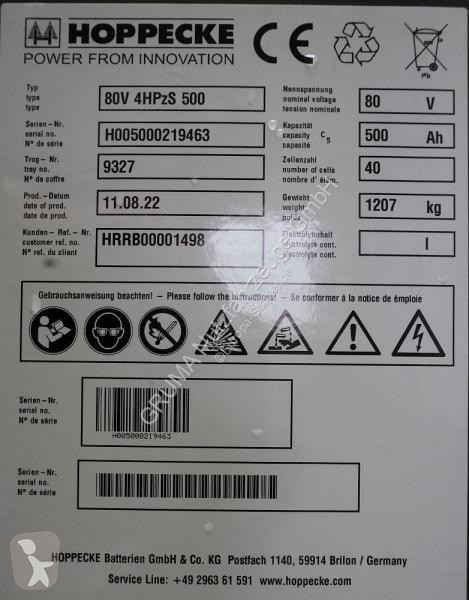 HOPPECKE
POWER FROM INNOVATION
CE
Pb
Typ
type
type
80V 4HPzS 500
Nennspannung
nominal voltage
tension nominale
80 V
Serien – Nr.
serial no.
N° de série
H005000219463
Kapazität
capacity C5
capacité
500 Ah
Trog – Nr.
tray no.
N° de coffre
9327
Zellenzahl
number of cells
nombre d' élém.
40
Prod. – Datum
date of prod.
date de prod.
11.08.22
Gewicht
weight
poids
1207 kg
Kunden – Ref. – Nr.
customer ref. no.
N° ref. du client
HRRB00001498
Elektrolytinhalt
electrolyte cont.
electrolyte cont.
l
Gebrauchsanweisung beachten! – Please follow the instructions! – Se conformer á la notice de émploie
Serien – Nr.
serial no.
N° de série
H005000219463
Serien – Nr.
serial no.
N° de série
HOPPECKE Batterien GmbH & Co. KG Postfach 1140, 59914 Brilon / Germany
Service Line: +49 2963 61 591 www.hoppecke.com